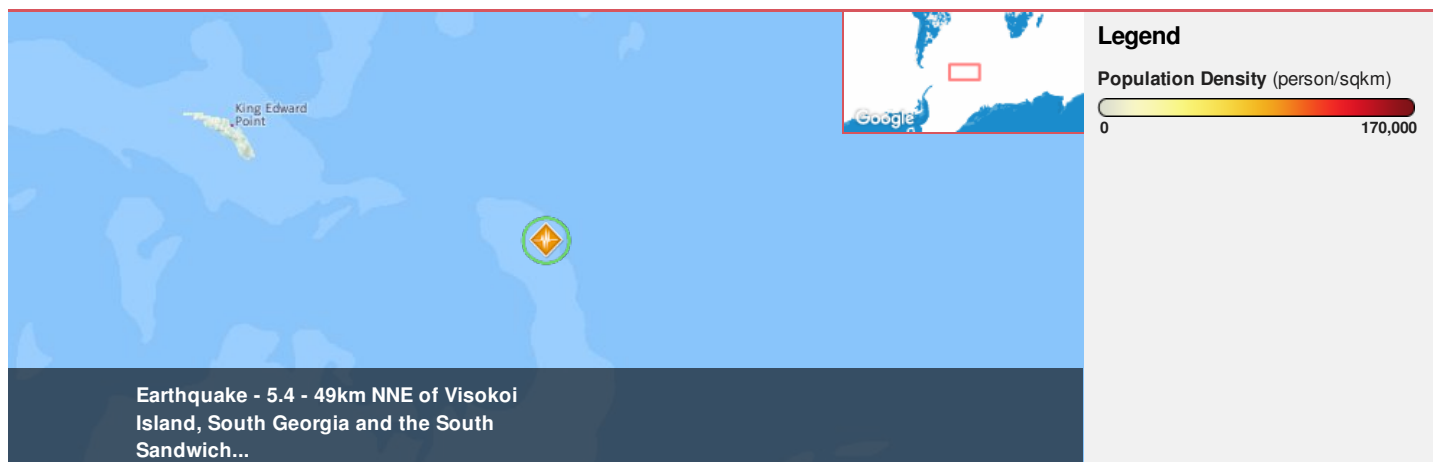 King Edward
Point
Google
Legend
Population Density (person/sqkm)
0 170,000
Earthquake - 5.4 - 49km NNE of Visokoi
Island, South Georgia and the South
Sandwich...